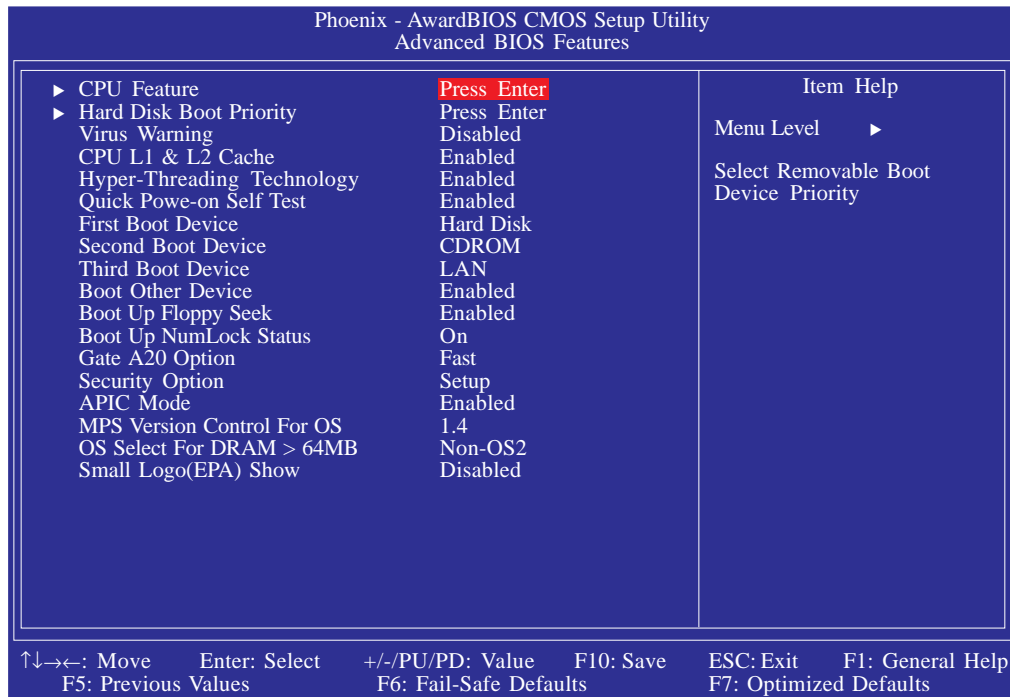 Phoenix - AwardBIOS CMOS Setup Utility
Advanced BIOS Features
▶ CPU Feature Press Enter
▶ Hard Disk Boot Priority Press Enter
Virus Warning Disabled
CPU L1 & L2 Cache Enabled
Hyper-Threading Technology Enabled
Quick Powe-on Self Test Enabled
First Boot Device Hard Disk
Second Boot Device CDROM
Third Boot Device LAN
Boot Other Device Enabled
Boot Up Floppy Seek Enabled
Boot Up NumLock Status On
Gate A20 Option Fast
Security Option Setup
APIC Mode Enabled
MPS Version Control For OS 1.4
OS Select For DRAM > 64MB Non-OS2
Small Logo(EPA) Show Disabled
Item Help
Menu Level ▶
Select Removable Boot
Device Priority
↑↓→←: Move Enter: Select +/-/PU/PD: Value F10: Save ESC: Exit F1: General Help
F5: Previous Values F6: Fail-Safe Defaults F7: Optimized Defaults